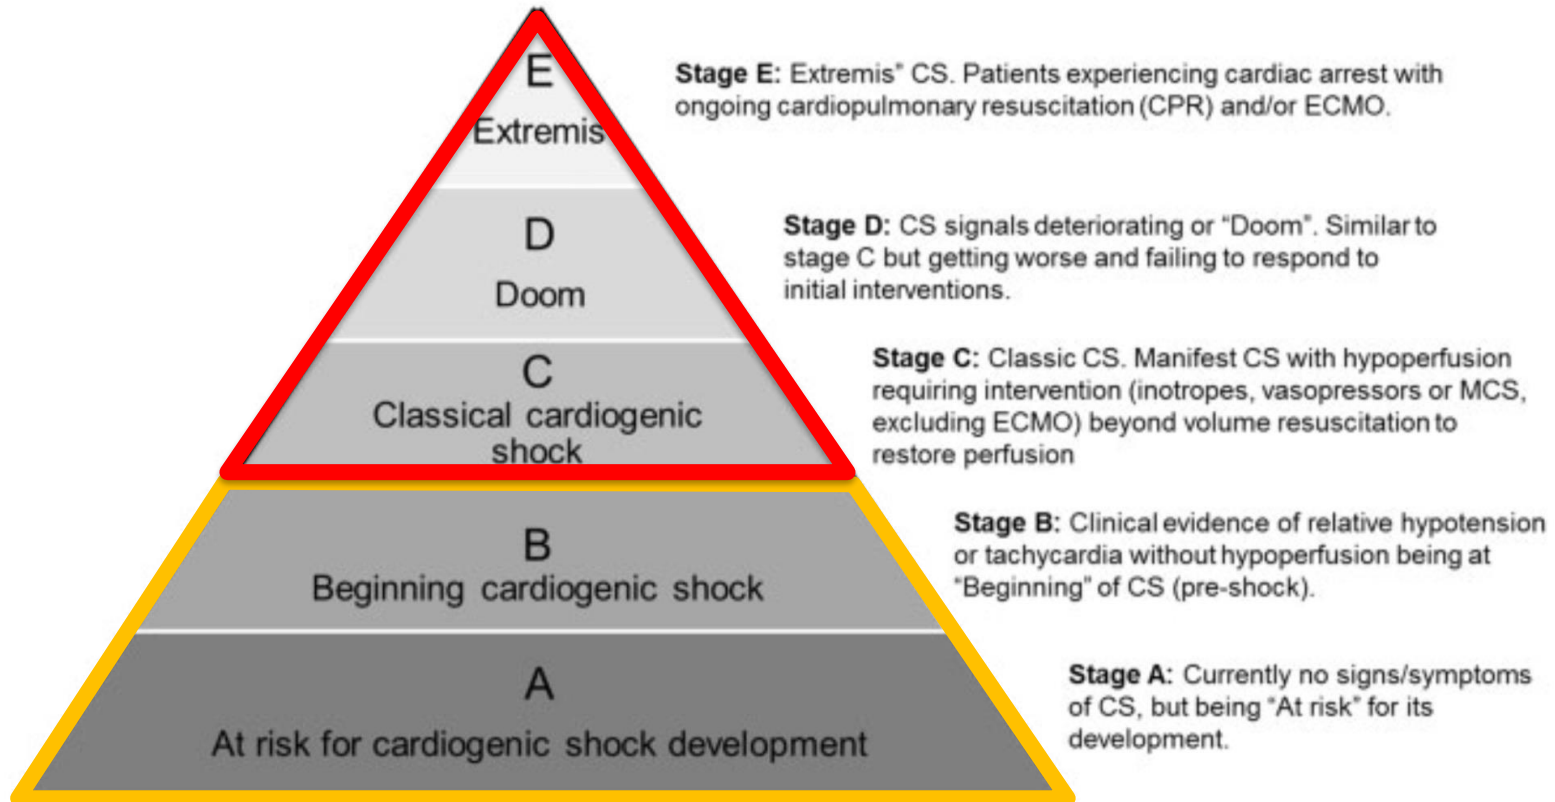 E
Extremis
Stage E: Extremis” CS. Patients experiencing cardiac arrest with
ongoing cardiopulmonary resuscitation (CPR) and/or ECMO.
D
Doom
Stage D: CS signals deteriorating or “Doom”. Similar to
stage C but getting worse and failing to respond to
initial interventions.
C
Classical cardiogenic
shock
Stage C: Classic CS. Manifest CS with hypoperfusion
requiring intervention (inotropes, vasopressors or MCS,
excluding ECMO) beyond volume resuscitation to
restore perfusion
B
Beginning cardiogenic shock
Stage B: Clinical evidence of relative hypotension
or tachycardia without hypoperfusion being at
“Beginning” of CS (pre-shock).
A
At risk for cardiogenic shock development
Stage A: Currently no signs/symptoms
of CS, but being “At risk” for its
development.